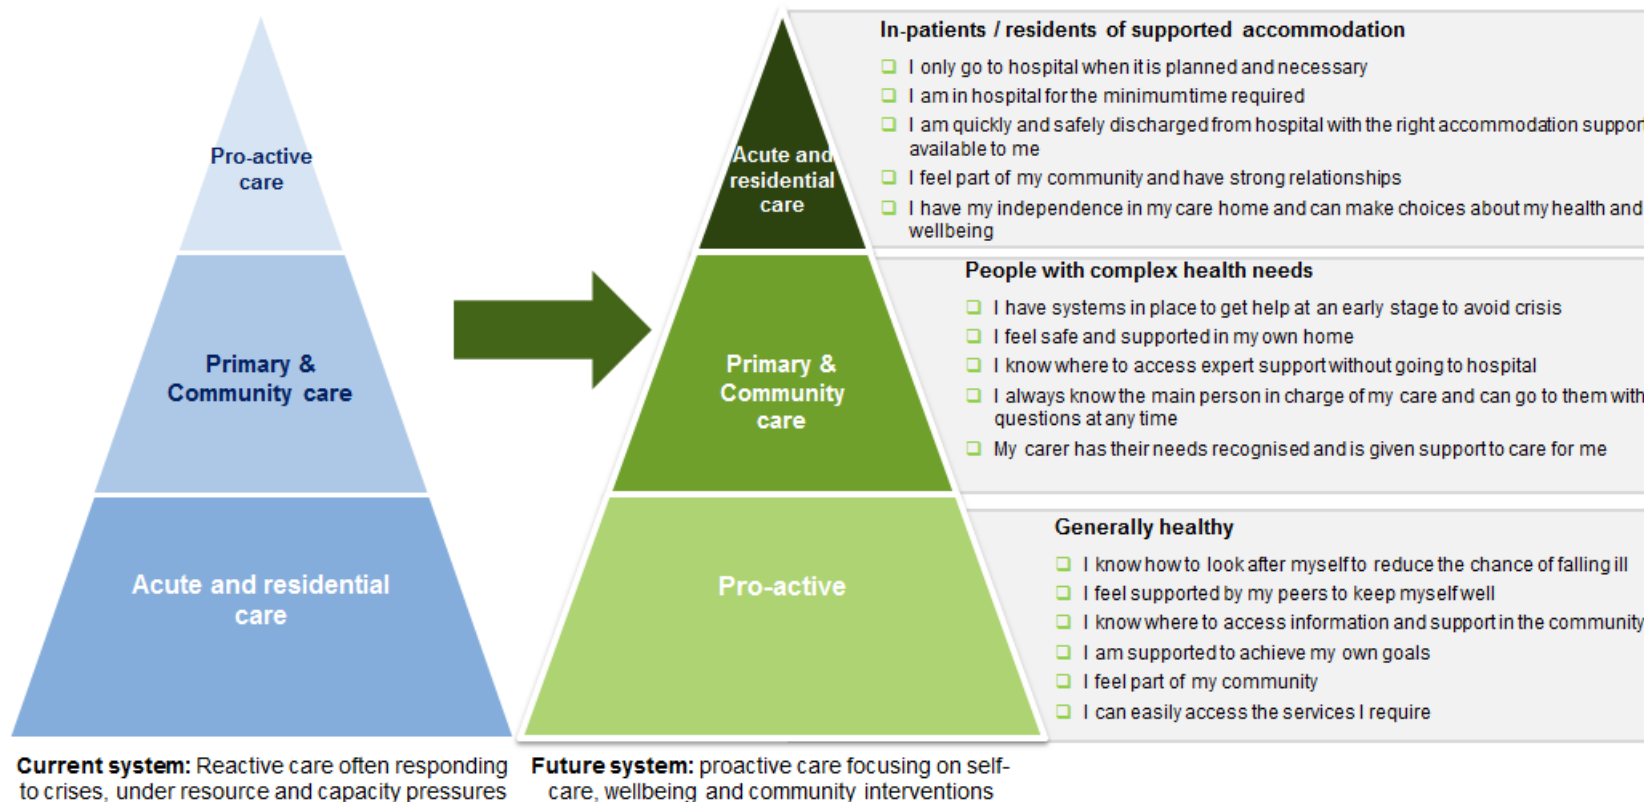 Pro-active
care
Primary &
Community care
Acute and residential
care
Current system: Reactive care often responding
to crises, under resource and capacity pressures
Acute and
residential
care
Primary &
Community
care
Pro-active
Future system: proactive care focusing on self-
care, wellbeing and community interventions
In-patients / residents of supported accommodation
I only go to hospital when it is planned and necessary
I am in hospital for the minimum time required
I am quickly and safely discharged from hospital with the right accommodation support
available to me
I feel part of my community and have strong relationships
I have my independence in my care home and can make choices about my health and
wellbeing
People with complex health needs
I have systems in place to get help at an early stage to avoid crisis
I feel safe and supported in my own home
I know where to access expert support without going to hospital
I always know the main person in charge of my care and can go to them with
questions at any time
My carer has their needs recognised and is given support to care for me
Generally healthy
I know how to look after myself to reduce the chance of falling ill
I feel supported by my peers to keep myself well
I know where to access information and support in the community
I am supported to achieve my own goals
I feel part of my community
I can easily access the services I require